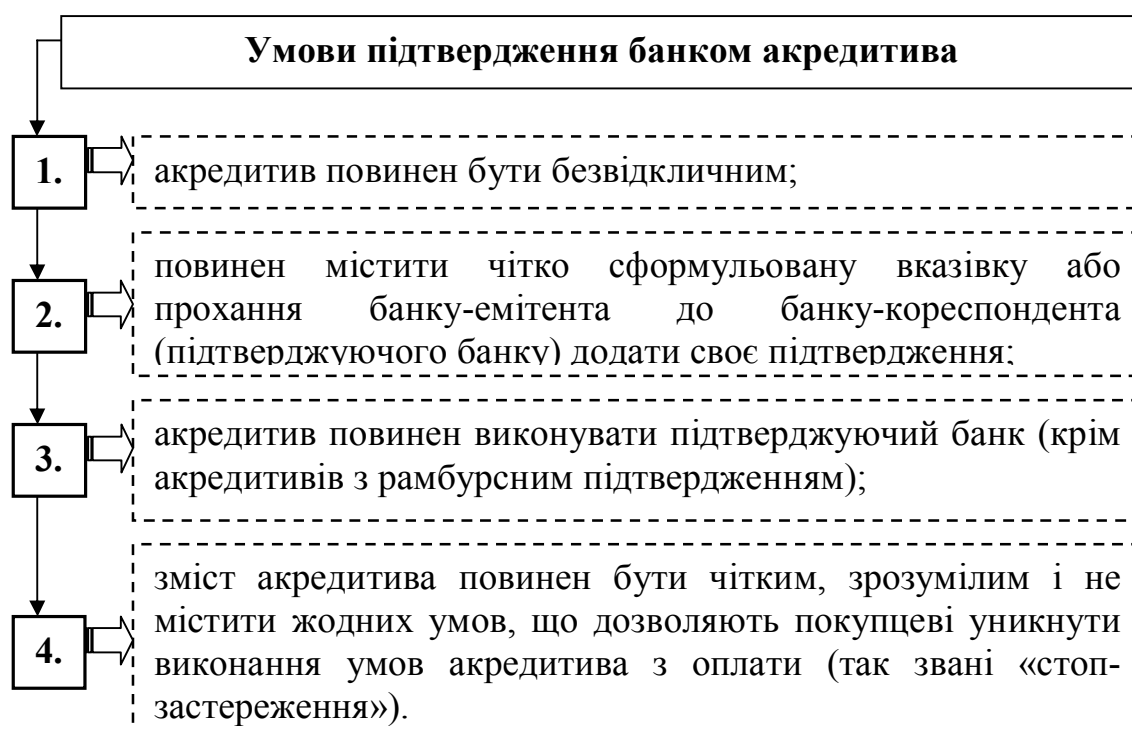 Умови підтвердження банком акредитива
1. акредитив повинен бути безвідкличним;
2. повинен містити чітко сформульовану вказівку або
прохання банку-емітента до банку-кореспондента
(підтверджуючого банку) додати своє підтвердження;
3. акредитив повинен виконувати підтверджуючий банк (крім
акредитивів з рамбурсним підтвердженням);
4. зміст акредитива повинен бути чітким, зрозумілим і не
містити жодних умов, що дозволяють покупцеві уникнути
виконання умов акредитива з оплати (так звані «стоп-
застереження»).